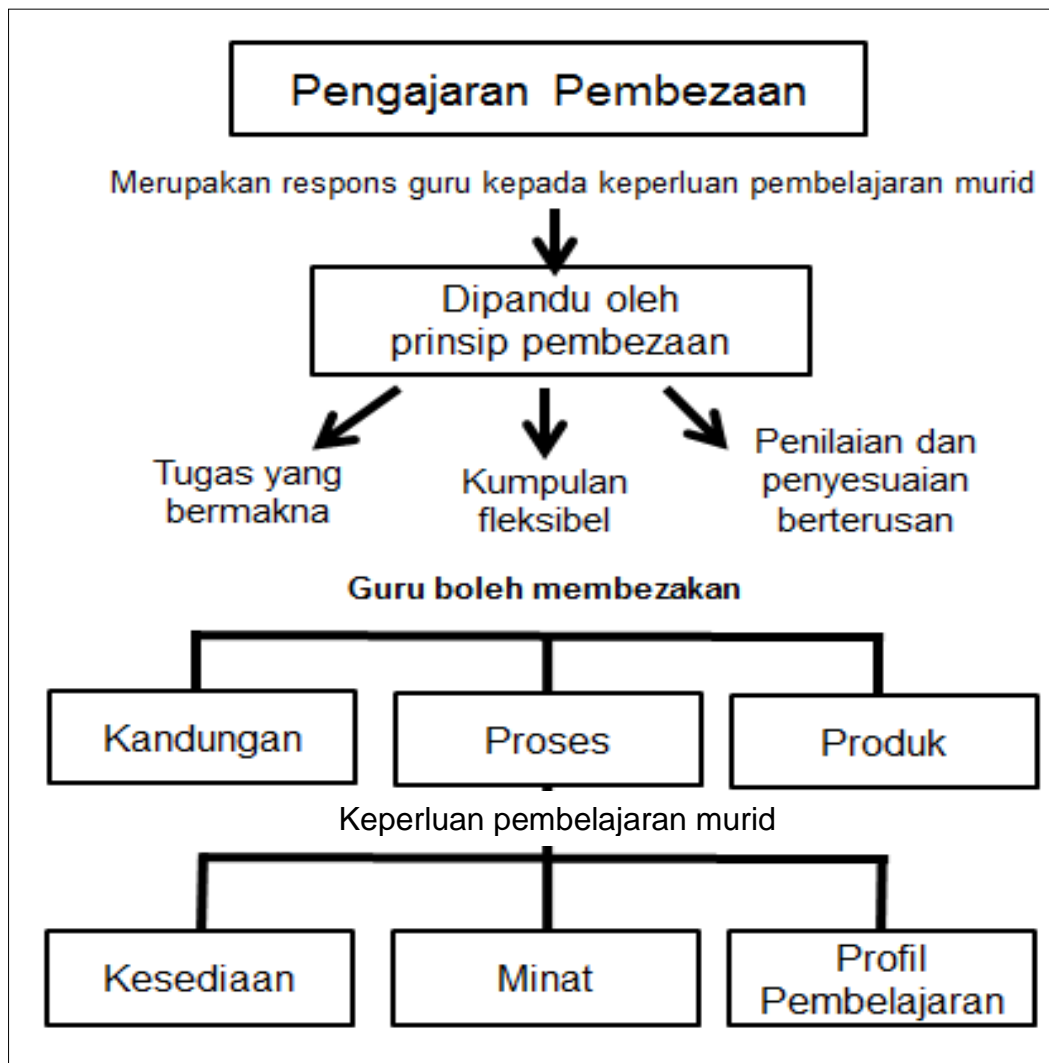 Pengajaran Pembezaan
Merupakan respons guru kepada keperluan pembelajaran murid
Dipandu oleh
prinsip pembezaan
Tugas yang
bermakna
Kumpulan
fleksibel
Penilaian dan
penyesuaian
berterusan
Guru boleh membezakan
Kandungan
Proses
Produk
Keperluan pembelajaran murid
Kesediaan
Minat
Profil
Pembelajaran